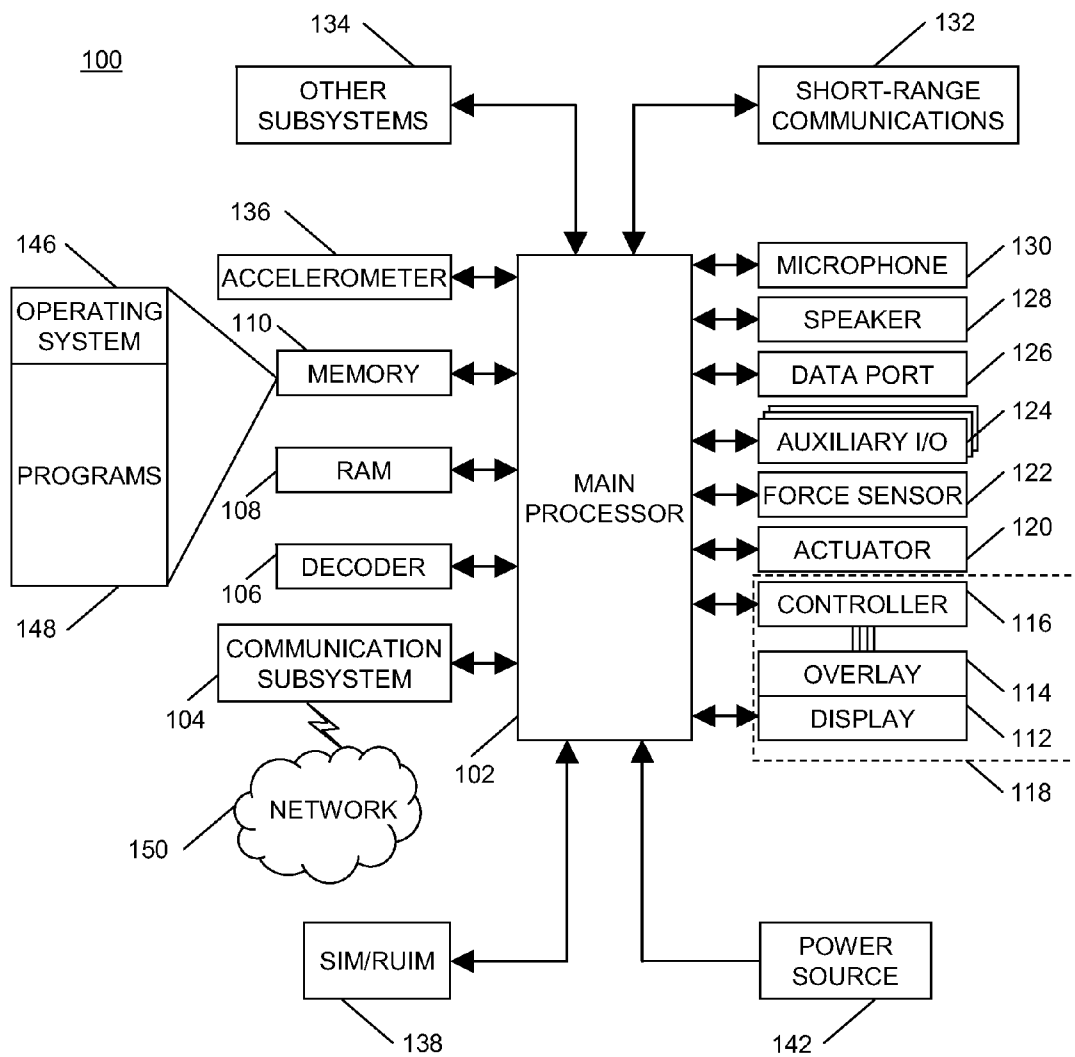 134
132
100
OTHER
SUBSYSTEMS
SHORT-RANGE
COMMUNICATIONS
136
146
ACCELEROMETER
MICROPHONE
130
OPERATING
SYSTEM
110
SPEAKER
128
MEMORY
DATA PORT
126
AUXILIARY I/O
124
PROGRAMS
RAM
108
MAIN
PROCESSOR
FORCE SENSOR
122
ACTUATOR
120
DECODER
106
CONTROLLER
116
148
COMMUNICATION
SUBSYSTEM
104
OVERLAY
114
DISPLAY
112
102
118
NETWORK
150
SIM/RUIM
138
POWER
SOURCE
142